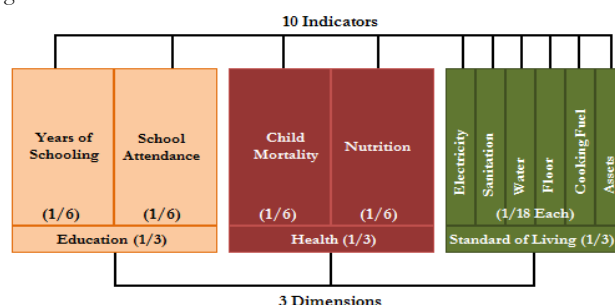 10 Indicators
Years of
Schooling
(1/6)
School
Attendance
(1/6)
Education (1/3)
Child
Mortality
(1/6)
Nutrition
(1/6)
Health (1/3)
Electricity
Sanitation
Water
Floor
Cooking Fuel
Assets
(1/18 Each)
Standard of Living (1/3)
3 Dimensions